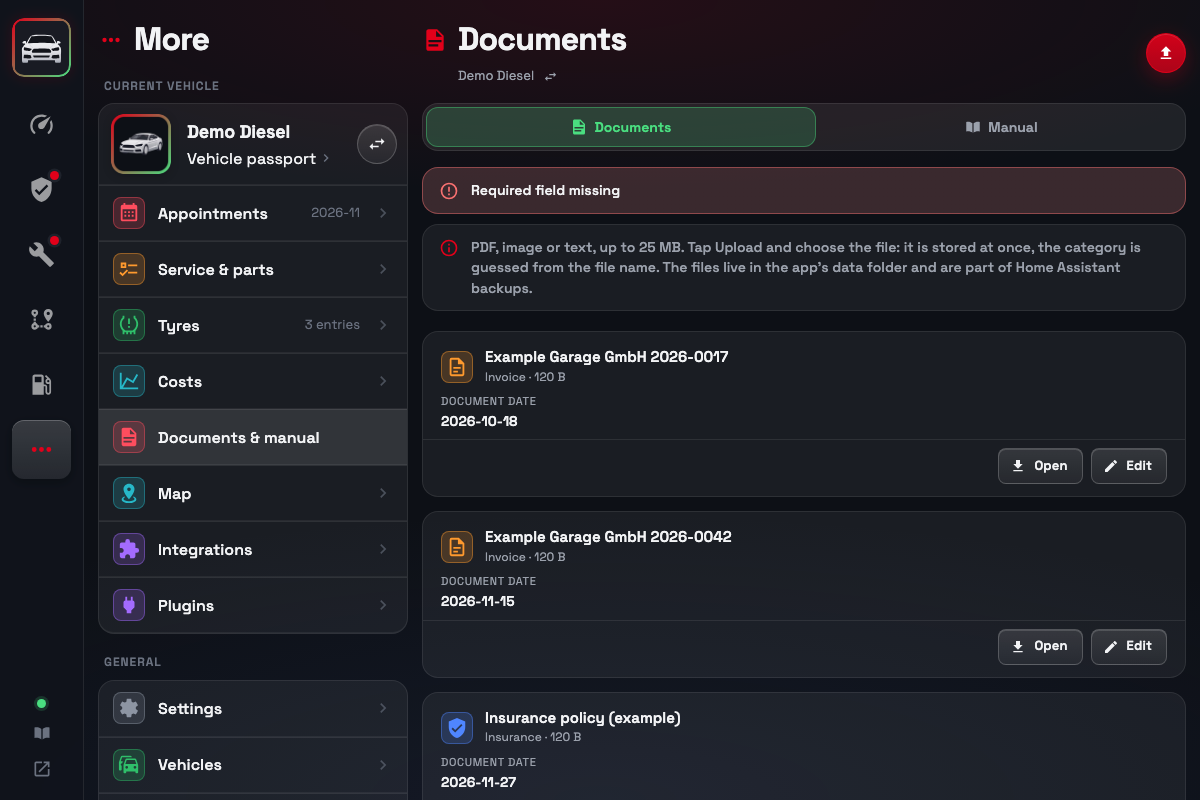 More
CURRENT VEHICLE
Demo Diesel
Vehicle passport
Appointments 2026-11
Service & parts
Tyres 3 entries
Costs
Documents & manual
Map
Integrations
Plugins
GENERAL
Settings
Vehicles
Documents
Demo Diesel
Documents Manual
Required field missing
PDF, image or text, up to 25 MB. Tap Upload and choose the file: it is stored at once, the category is
guessed from the file name. The files live in the app's data folder and are part of Home Assistant
backups.
Example Garage GmbH 2026-0017
Invoice · 120 B
DOCUMENT DATE
2026-10-18
Open Edit
Example Garage GmbH 2026-0042
Invoice · 120 B
DOCUMENT DATE
2026-11-15
Open Edit
Insurance policy (example)
Insurance · 120 B
DOCUMENT DATE
2026-11-27